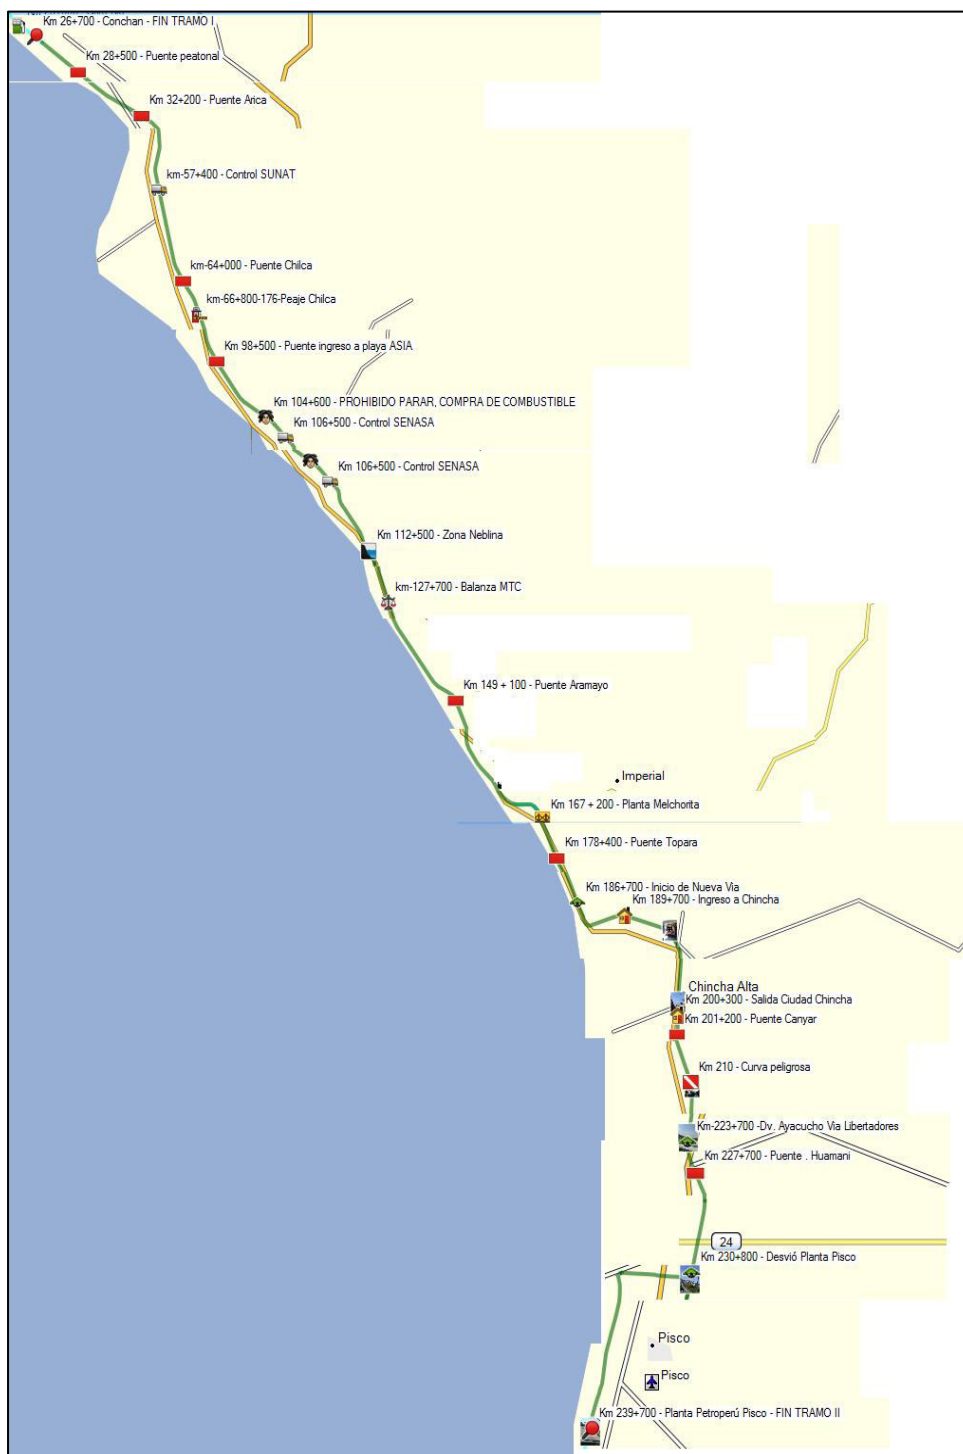 Km 26+700 - Conchan - FIN TRAMO I
Km 28+500 - Puente peatonal
Km 32+200 - Puente Arica
km-57+400 - Control SUNAT
km-64+000 - Puente Chilca
km-66+800-176-Peaje Chilca
Km 98+500 - Puente ingreso a playa ASIA
Km 104+600 - PROHIBIDO PARAR, COMPRA DE COMBUSTIBLE
Km 106+500 - Control SENASA
Km 106+500 - Control SENASA
Km 112+500 - Zona Neblina
km-127+700 - Balanza MTC
Km 149 + 100 - Puente Aramayo
Imperial
Km 167 + 200 - Planta Melchorita
Km 178+400 - Puente Topara
Km 186+700 - Inicio de Nueva Via
Km 189+700 - Ingreso a Chincha
Chincha Alta
Km 200+300 - Salida Ciudad Chincha
Km 201+200 - Puente Canyar
Km 210 - Curva peligrosa
Km-223+700 -Dv. Ayacucho Via Libertadores
Km 227+700 - Puente . Huamani
24
Km 230+800 - Desvió Planta Pisco
Pisco
Pisco
Km 239+700 - Planta Petroperú Pisco - FIN TRAMO II